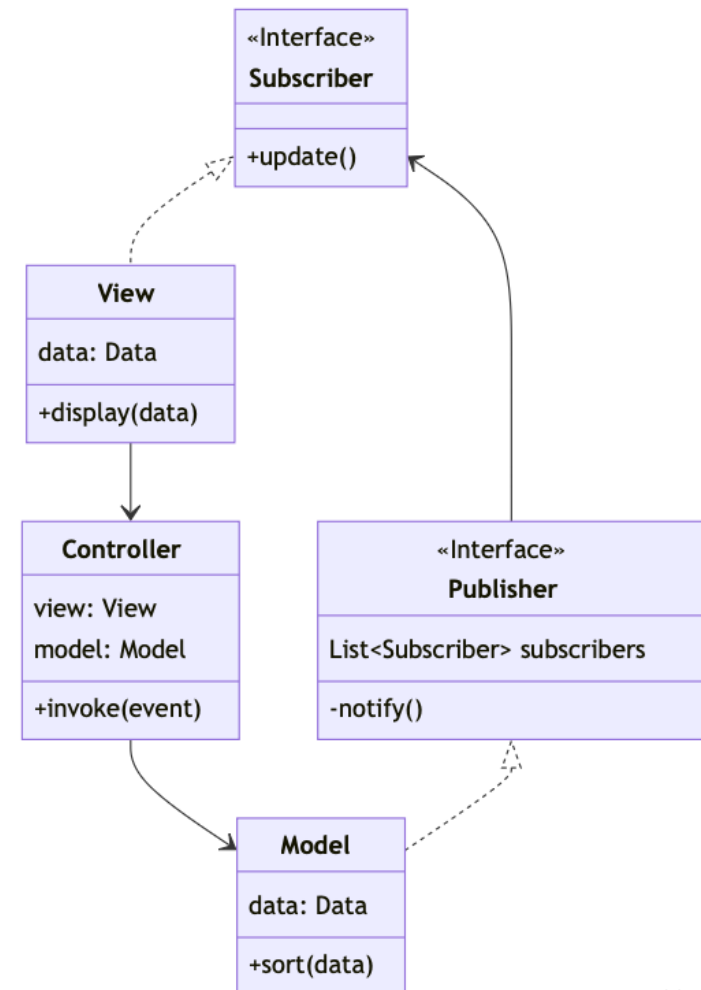 «Interface»
Subscriber
+update()
View
data: Data
+display(data)
Controller
view: View
model: Model
+invoke(event)
«Interface»
Publisher
List<Subscriber> subscribers
-notify()
Model
data: Data
+sort(data)